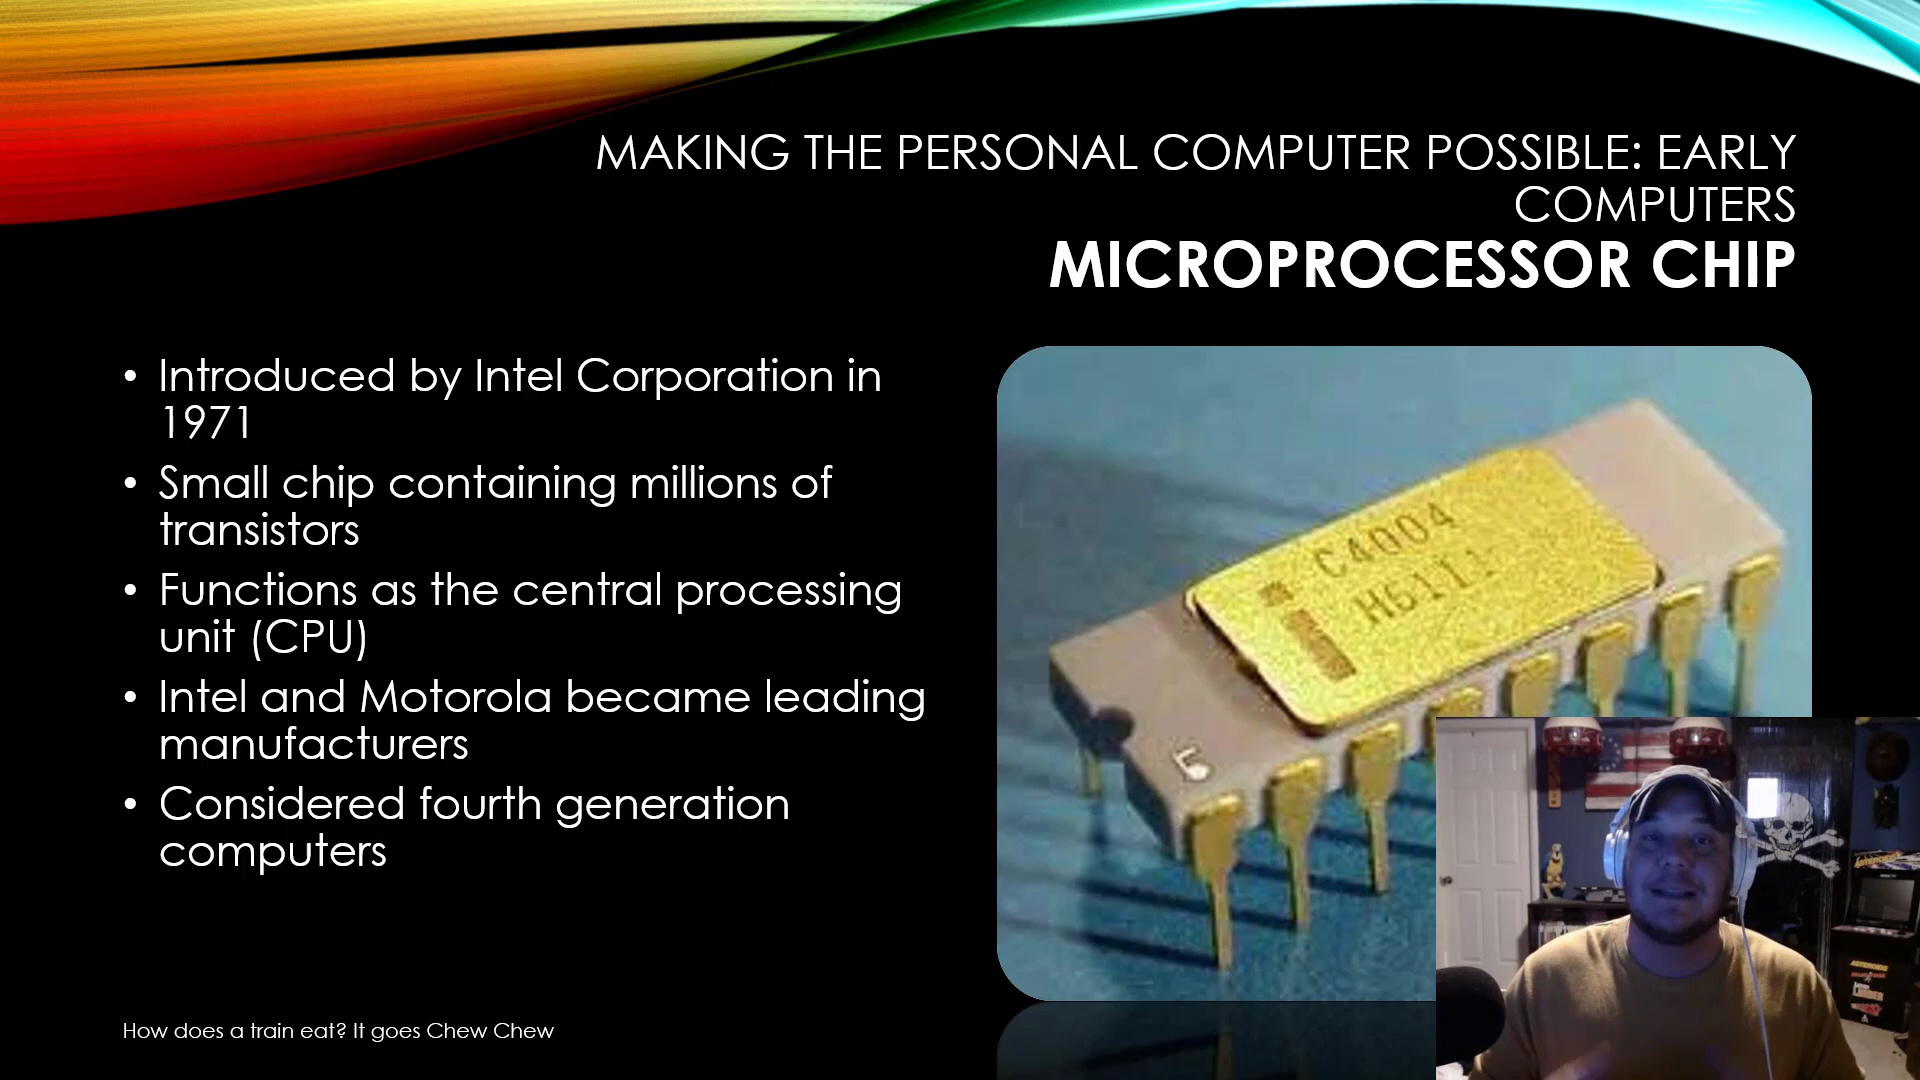 MAKING THE PERSONAL COMPUTER POSSIBLE: EARLY
COMPUTERS
MICROPROCESSOR CHIP
• Introduced by Intel Corporation in
1971
• Small chip containing millions of
transistors
• Functions as the central processing
unit (CPU)
• Intel and Motorola became leading
manufacturers
• Considered fourth generation
computers
C4004
How does a train eat? It goes Chew Chew
ASTEROIDS